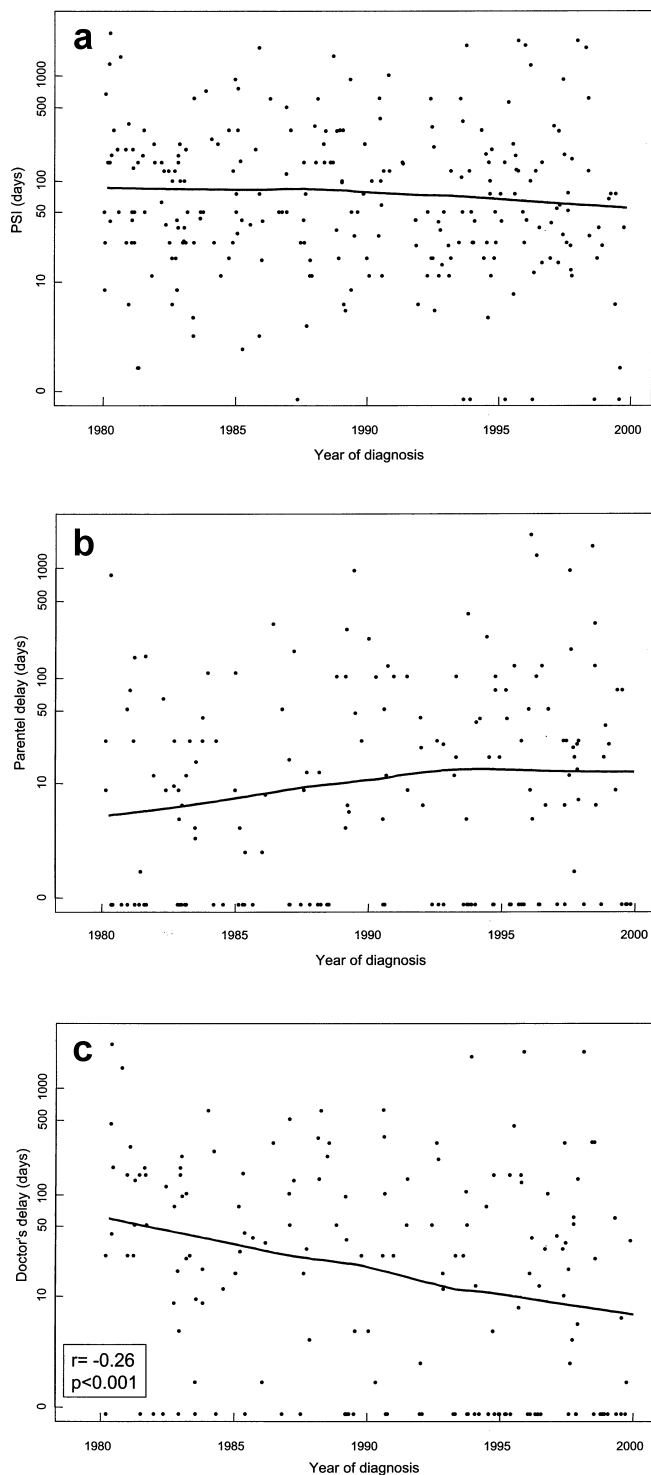 a
1000
500
100
50
10
0
PSI (days)
1980 1985 1990 1995 2000
Year of diagnosis
b
1000
500
100
50
10
0
Parentel delay (days)
1980 1985 1990 1995 2000
Year of diagnosis
c
1000
500
100
50
10
0
Doctor's delay (days)
r= -0.26
p<0.001
1980 1985 1990 1995 2000
Year of diagnosis